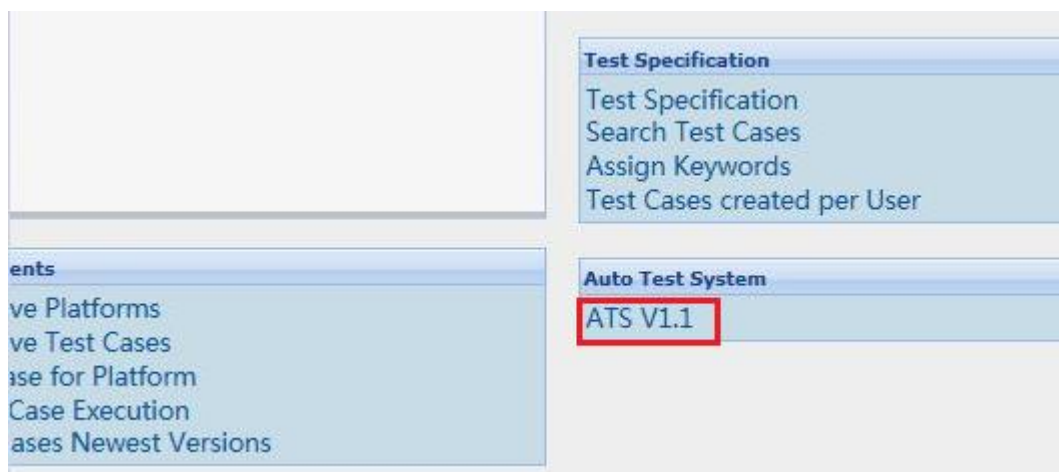 Test Specification
Test Specification
Search Test Cases
Assign Keywords
Test Cases created per User
ents
ve Platforms
ve Test Cases
ase for Platform
Case Execution
ases Newest Versions
Auto Test System
ATS V1.1